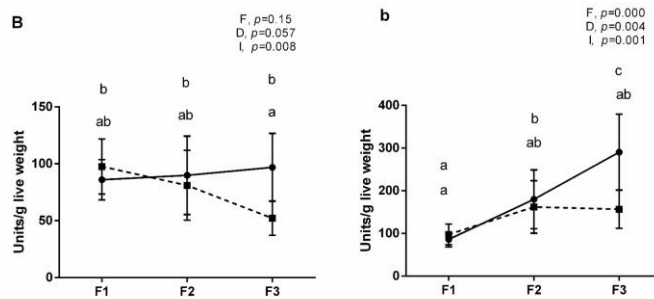 B
F, p=0.15
D, p=0.057
I, p=0.008
b b b
ab ab a
Units/g live weight
150
100
50
0
F1 F2 F3
b
F, p=0.000
D, p=0.004
I, p=0.001
c
b ab
ab
a
a
Units/g live weight
400
300
200
100
0
F1 F2 F3